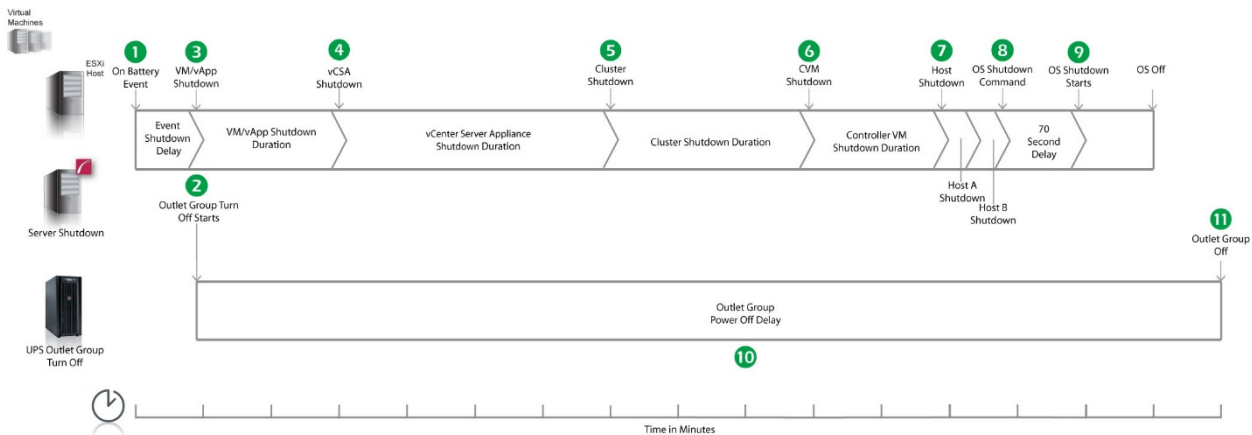 Virtual
Machines
ESXi
Host
1
On Battery
Event
3
VM/vApp
Shutdown
4
vCSA
Shutdown
5
Cluster
Shutdown
6
CVM
Shutdown
7
Host
Shutdown
8
OS Shutdown
Command
9
OS Shutdown
Starts
OS Off
Event
Shutdown
Delay
VM/vApp Shutdown
Duration
vCenter Server Appliance
Shutdown Duration
Cluster Shutdown Duration
Controller VM
Shutdown Duration
70
Second
Delay
Host A
Shutdown
Host B
Shutdown
2
Outlet Group Turn
Off Starts
Server Shutdown
11
Outlet Group
Off
Outlet Group
Power Off Delay
10
UPS Outlet Group
Turn Off
Time in Minutes